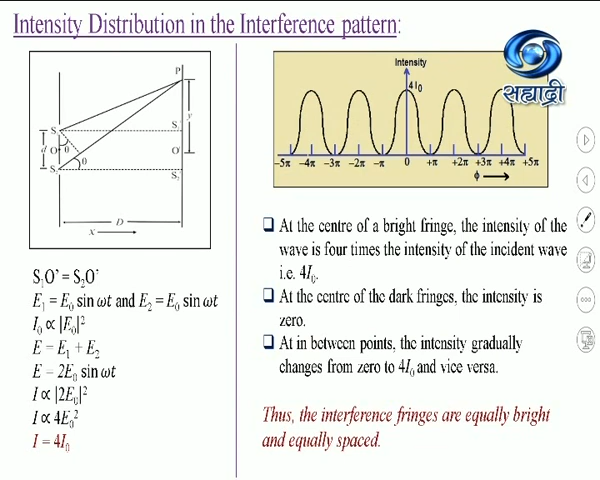 Intensity Distribution in the Interference pattern:
P
S
S
y
d
O
θ
O'
S
θ
S
D
x
Intensity
4I₀
−5π −4π −3π −2π −π 0 +π +2π +3π +4π +5π
ϕ
सह्याद्री
S₁O’ = S₂O’
E₁ = E₀ sin ωt and E₂ = E₀ sin ωt
I₀ ∝ |E₀|²
E = E₁ + E₂
E = 2E₀ sin ωt
I ∝ |2E₀|²
I ∝ 4E₀²
I = 4I₀
At the centre of a bright fringe, the intensity of the
wave is four times the intensity of the incident wave
i.e. 4I₀.
At the centre of the dark fringes, the intensity is
zero.
At in between points, the intensity gradually
changes from zero to 4I₀ and vice versa.
Thus, the interference fringes are equally bright
and equally spaced.